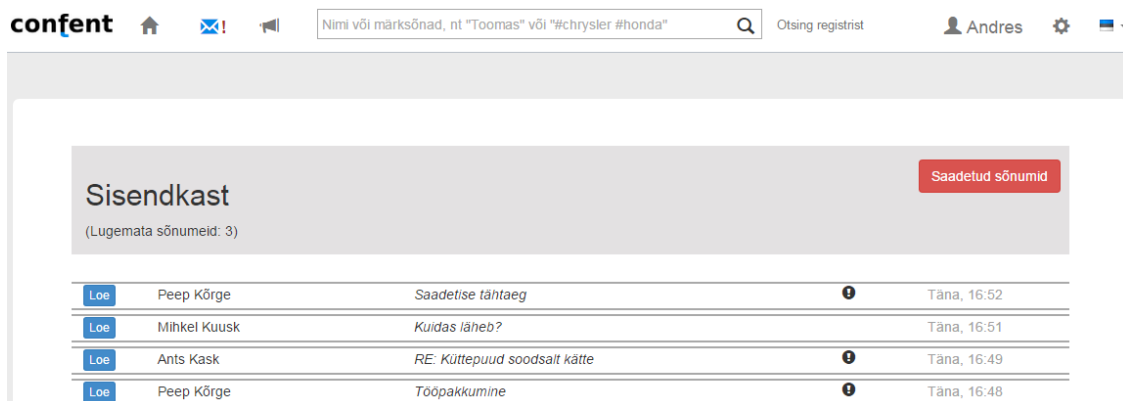 confent ! Nimi või märksõnad, nt "Toomas" või "#chrysler #honda" Otsing registrist Andres
Saadetud sõnumid
Sisendkast
(Lugemata sõnumeid: 3)
Loe Peep Kõrge Saadetise tähtaeg Täna, 16:52
Loe Mihkel Kuusk Kuidas läheb? Täna, 16:51
Loe Ants Kask RE: Küttepuud soodsalt kätte Täna, 16:49
Loe Peep Kõrge Tööpakkumine Täna, 16:48